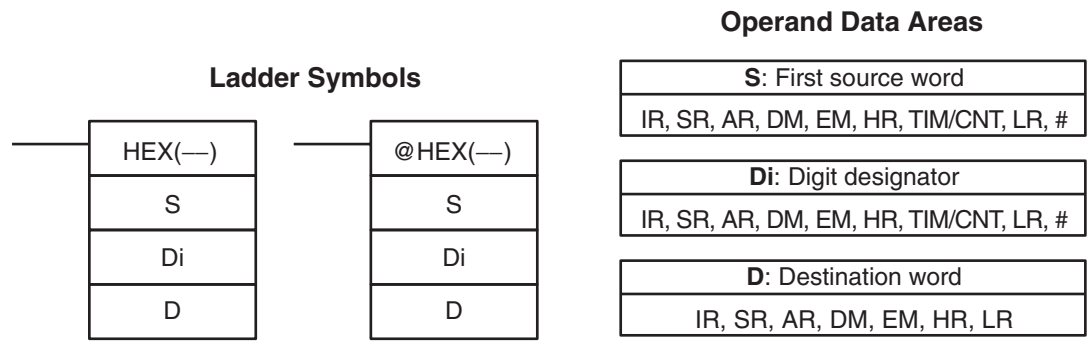 Ladder Symbols
HEX(––)
S
Di
D
@HEX(––)
S
Di
D
Operand Data Areas
S: First source word
IR, SR, AR, DM, EM, HR, TIM/CNT, LR, #
Di: Digit designator
IR, SR, AR, DM, EM, HR, TIM/CNT, LR, #
D: Destination word
IR, SR, AR, DM, EM, HR, LR